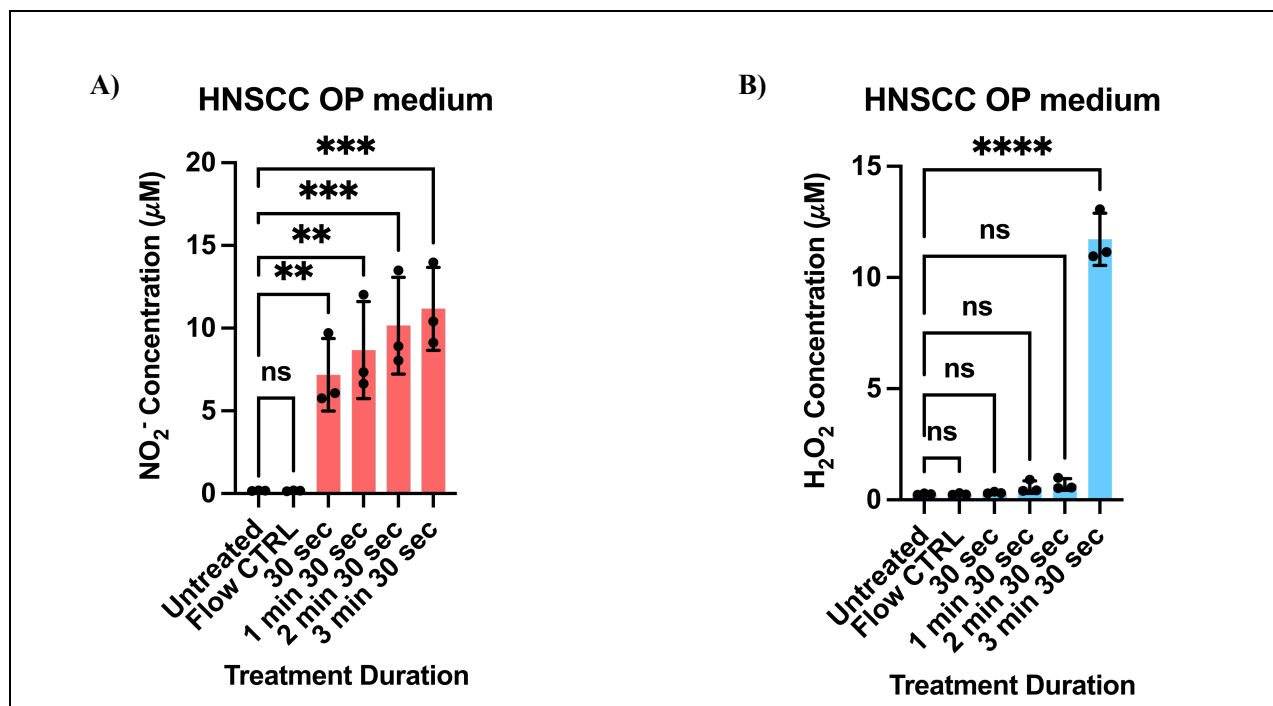 A)
HNSCC OP medium
***
***
**
**
ns
20
15
10
5
0
NO₂⁻ Concentration (μM)
Untreated
Flow CTRL
30 sec
1 min 30 sec
2 min 30 sec
3 min 30 sec
Treatment Duration
B)
HNSCC OP medium
****
ns
ns
ns
ns
15
10
5
0
H₂O₂ Concentration (μM)
Untreated
Flow CTRL
30 sec
1 min 30 sec
2 min 30 sec
3 min 30 sec
Treatment Duration